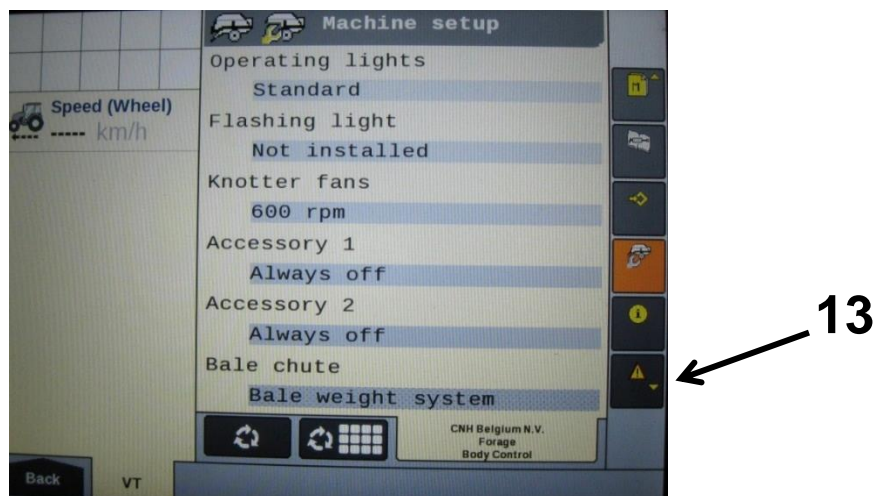 Machine setup
Operating lights
Standard
Speed (Wheel)
----- km/h
Flashing light
Not installed
Knotter fans
600 rpm
Accessory 1
Always off
Accessory 2
Always off
Bale chute
Bale weight system
13
CNH Belgium N.V.
Forage
Body Control
Back
VT